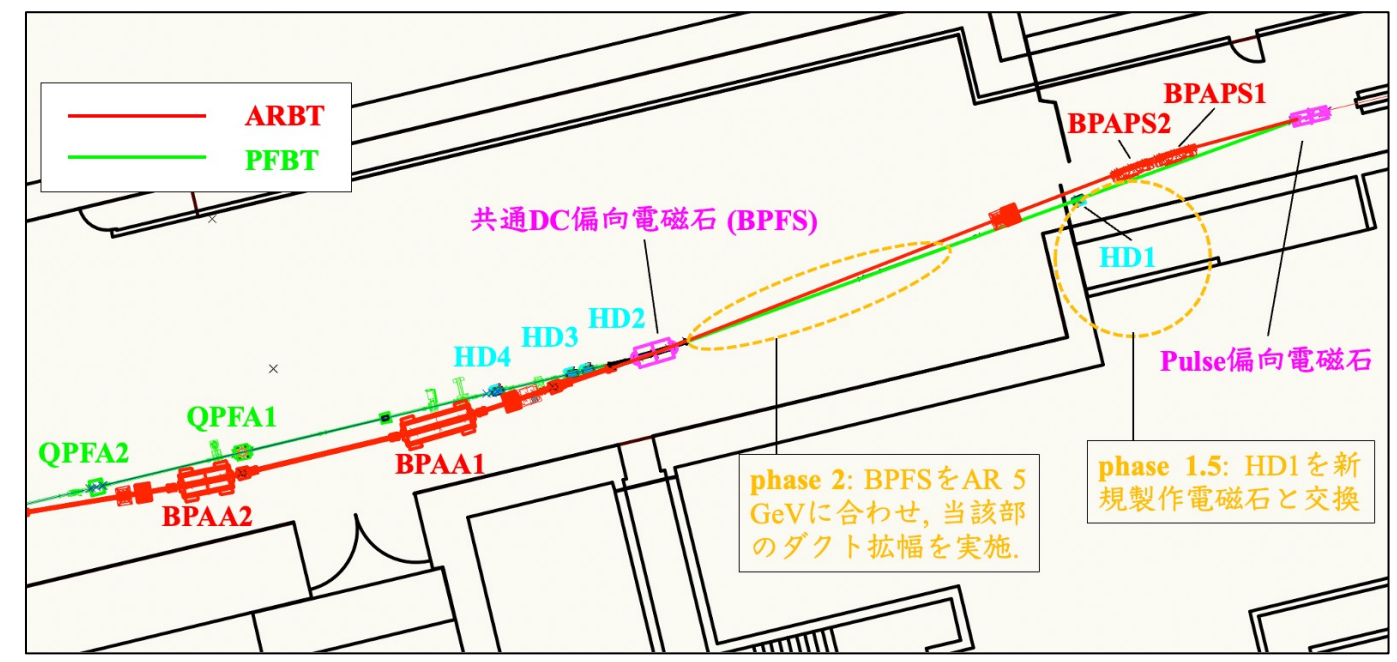 ARBT
PFBT
BPAPS1
BPAPS2
共通DC偏向電磁石 (BPFS)
HD1
HD2
HD3
HD4
Pulse偏向電磁石
QPFA1
QPFA2
BPAA1
BPAA2
phase 2: BPFSをAR 5
GeVに合わせ, 当該部
のダクト拡幅を実施.
phase 1.5: HD1を新
規製作電磁石と交換